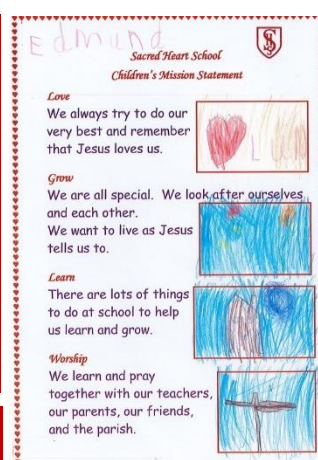 Edmund
Sacred Heart School
Children's Mission Statement
Love
We always try to do our
very best and remember
that Jesus loves us.
Grow
We are all special. We look after ourselves
and each other.
We want to live as Jesus
tells us to.
Learn
There are lots of things
to do at school to help
us learn and grow.
Worship
We learn and pray
together with our teachers,
our parents, our friends,
and the parish.